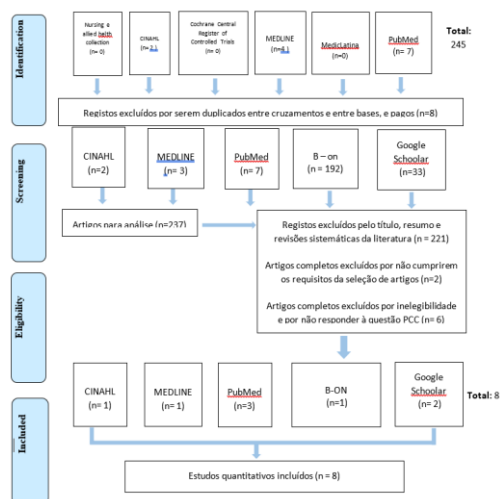 Identification
Nursing e
allied health
collection
(n= 0)
CINAHL
Cochrane Central
Register of
Controlled Trials
(n= 0)
MEDLINE
MedicLatina
(n=0)
PubMed
(n= 7)
Total:
245
Registos excluídos por serem duplicados entre cruzamentos e entre bases, e pagos (n=8)
Screening
CINAHL
(n=2)
MEDLINE
(n= 3)
PubMed
(n= 7)
B – on
(n = 192)
Google
Schoolar
(n=33)
Artigos para análise (n=237)
Registos excluídos pelo título, resumo e
revisões sistemáticas da literatura (n = 221)
Artigos completos excluídos por não cumprirem
os requisitos da seleção de artigos (n=2)
Artigos completos excluídos por inelegibilidade
e por não responder à questão PCC (n= 6)
Eligibility
CINAHL
(n= 1)
MEDLINE
(n= 1)
PubMed
(n=3)
B-ON
(n=1)
Google
Schoolar
(n= 2)
Total: 8
Included
Estudos quantitativos incluídos (n = 8)